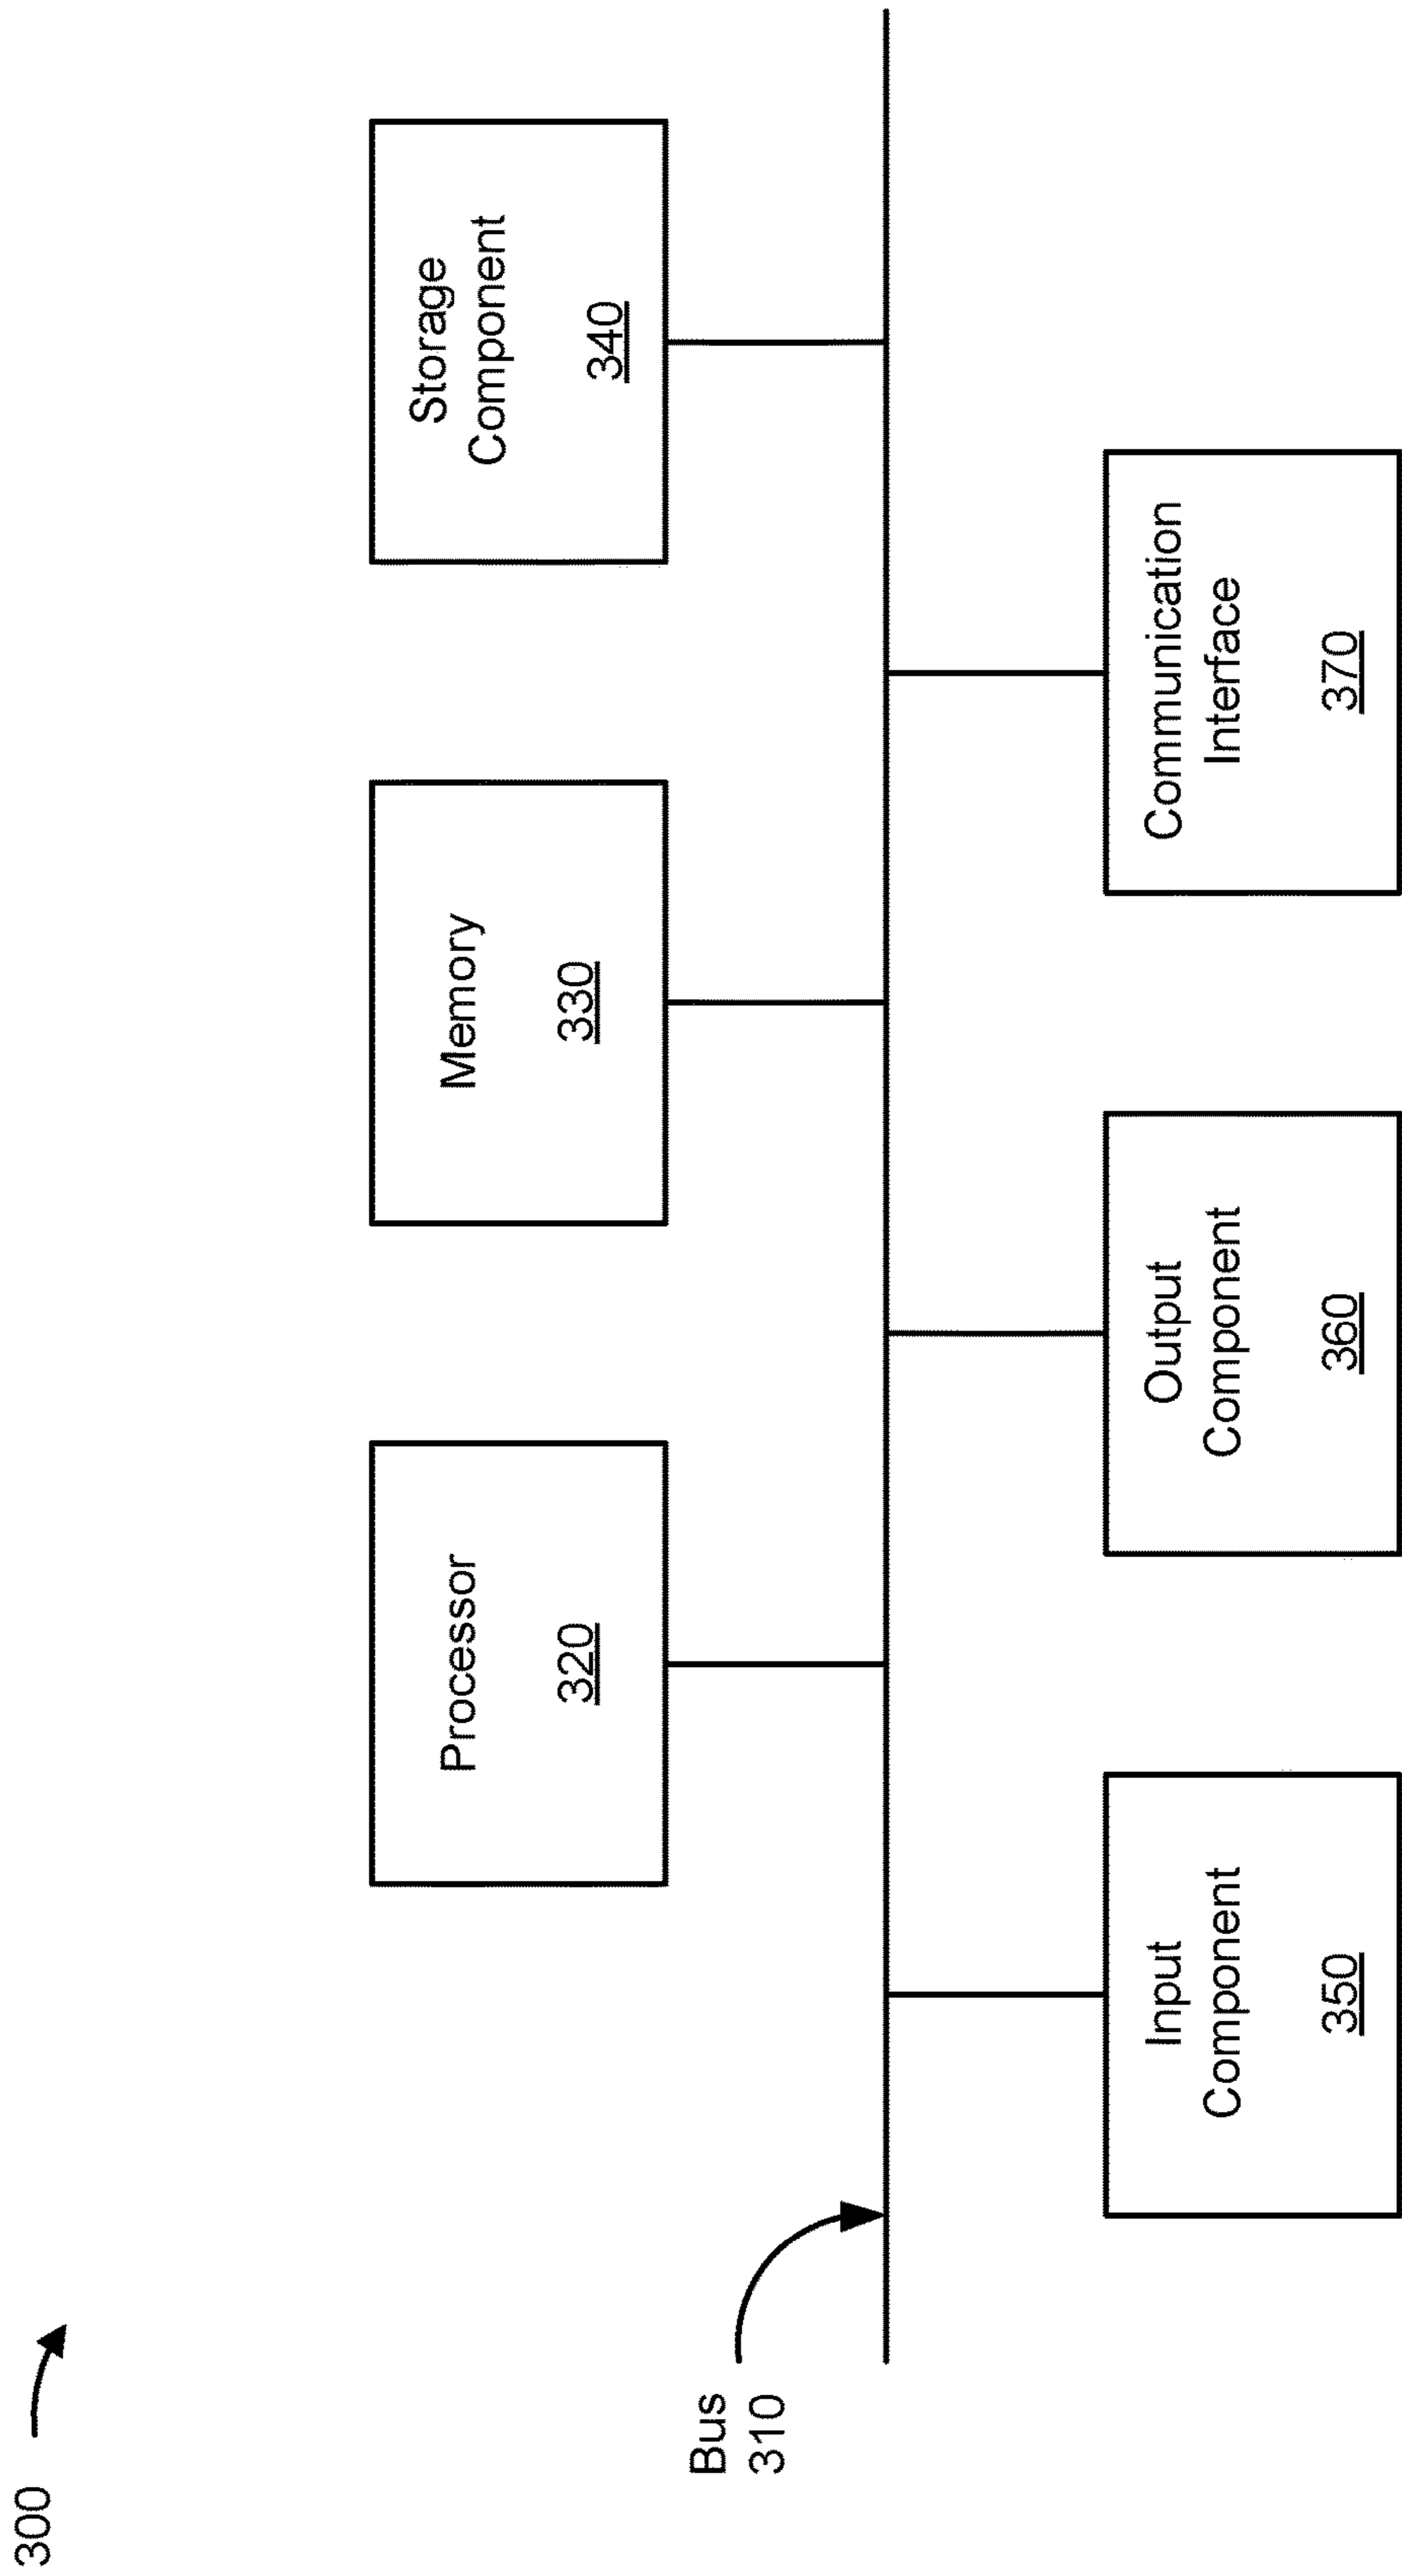 300
Processor
320
Memory
330
Storage
Component
340
Bus
310
Input
Component
350
Output
Component
360
Communication
Interface
370